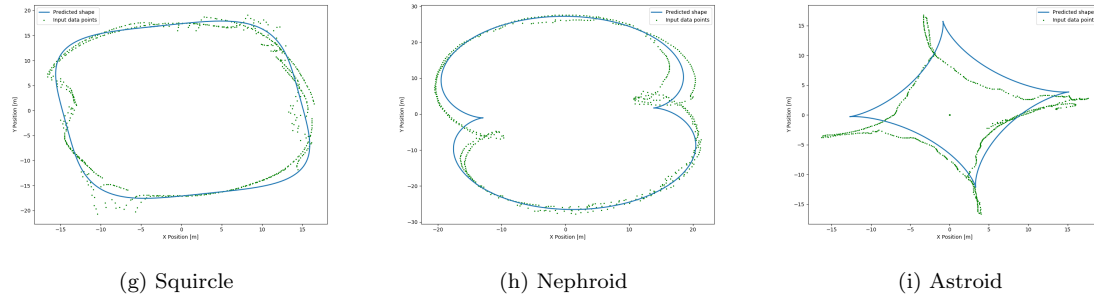 Predicted shape
Input data points
20
15
10
5
0
−5
−10
−15
−20
Y Position [m]
−15 −10 −5 0 5 10 15
X Position [m]
Predicted shape
Input data points
30
20
10
0
−10
−20
−30
Y Position [m]
−20 −10 0 10 20
X Position [m]
Predicted shape
Input data points
15
10
5
0
−5
−10
−15
Y Position [m]
−15 −10 −5 0 5 10 15
X Position [m]
(g) Squircle
(h) Nephroid
(i) Astroid